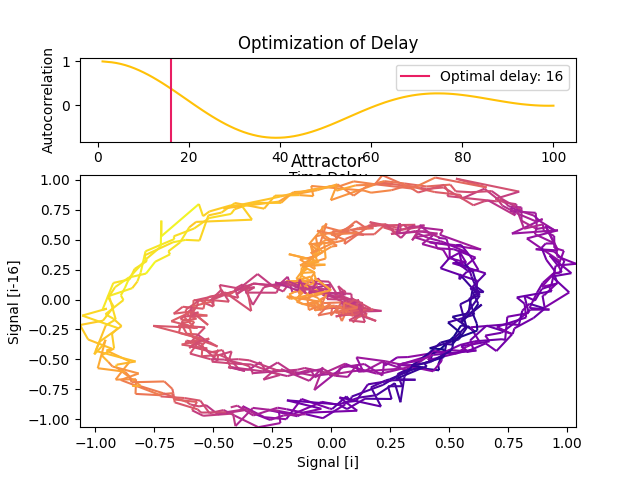 Optimization of Delay
Autocorrelation
1
0
Optimal delay: 16
0 20 40 60 80 100
Time Delay
Attractor
Signal [i-16]
1.00
0.75
0.50
0.25
0.00
−0.25
−0.50
−0.75
−1.00
−1.00 −0.75 −0.50 −0.25 0.00 0.25 0.50 0.75 1.00
Signal [i]